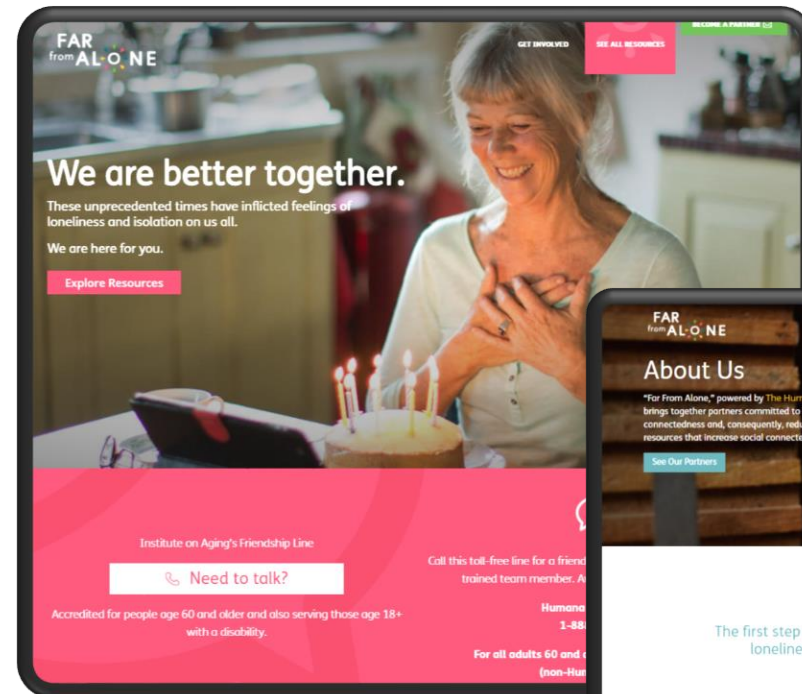 FAR
from ALONE
GET INVOLVED
SEE ALL RESOURCES
BECOME A PARTNER
We are better together.
These unprecedented times have inflicted feelings of
loneliness and isolation on us all.
We are here for you.
Explore Resources
Institute on Aging's Friendship Line
Need to talk?
Accredited for people age 60 and older and also serving those age 18+
with a disability.
Call this toll-free line for a friend
trained team member. A
Humana
1-88
For all adults 60 and
(non-Hum
FAR
from ALONE
About Us
"Far From Alone," powered by The Hum
brings together partners committed to
connectedness and, consequently, redu
resources that increase social connecte
See Our Partners
The first step
loneline